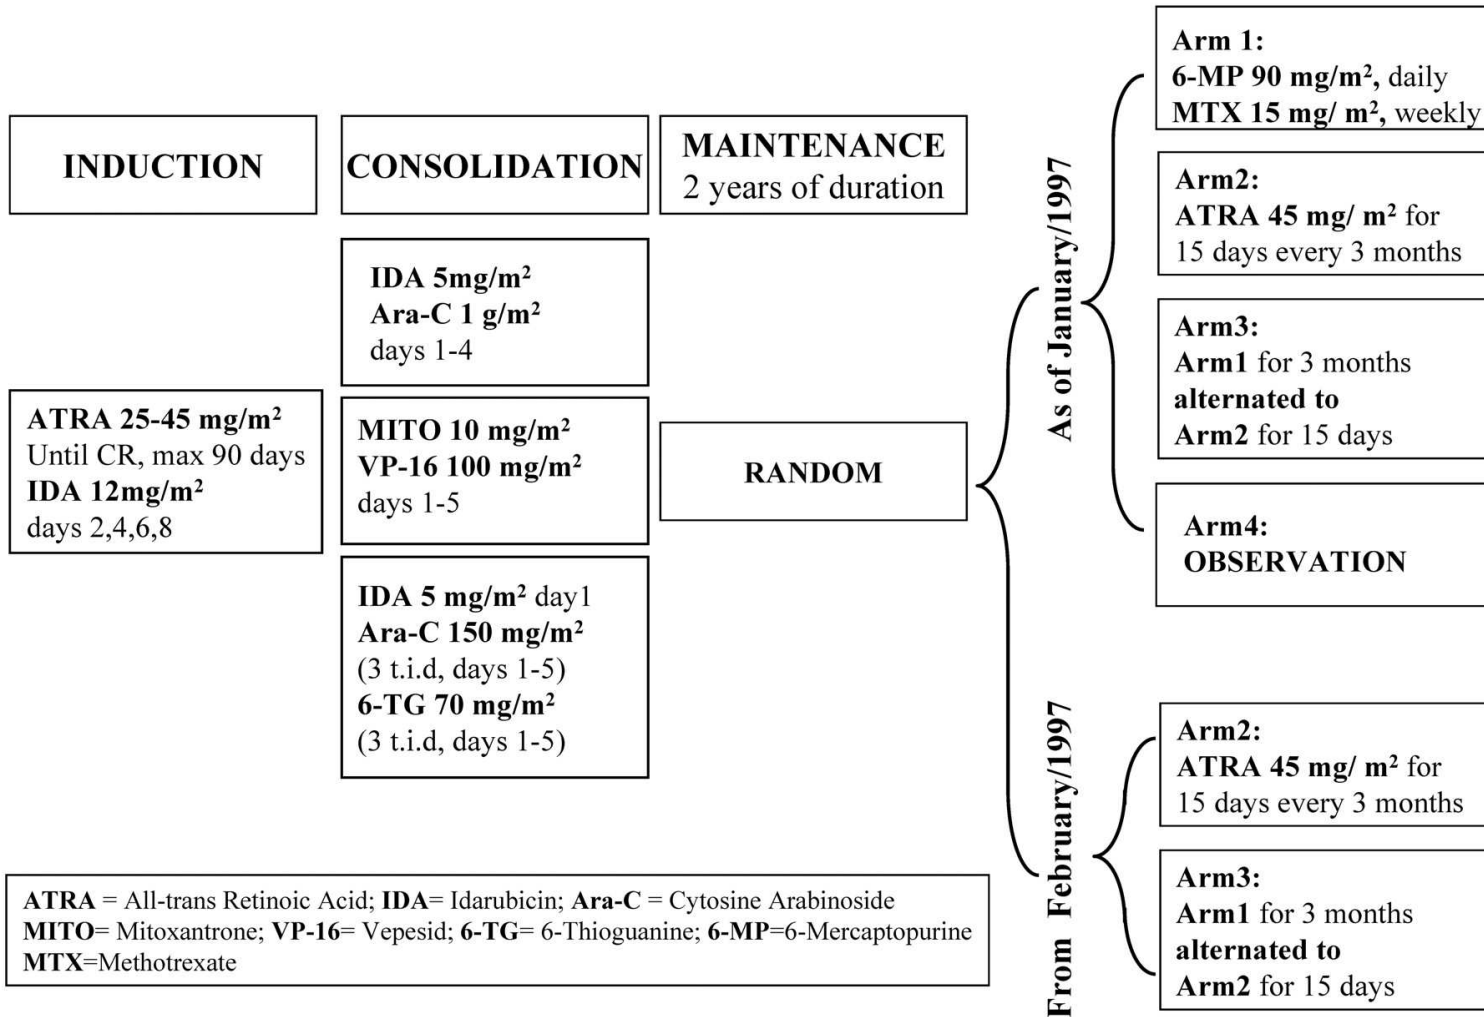 INDUCTION
CONSOLIDATION
MAINTENANCE
2 years of duration
ATRA 25-45 mg/m²
Until CR, max 90 days
IDA 12mg/m²
days 2,4,6,8
IDA 5mg/m²
Ara-C 1 g/m²
days 1-4
MITO 10 mg/m²
VP-16 100 mg/m²
days 1-5
IDA 5 mg/m² day1
Ara-C 150 mg/m²
(3 t.i.d, days 1-5)
6-TG 70 mg/m²
(3 t.i.d, days 1-5)
RANDOM
As of January/1997
Arm 1:
6-MP 90 mg/m², daily
MTX 15 mg/ m², weekly
Arm2:
ATRA 45 mg/ m² for
15 days every 3 months
Arm3:
Arm1 for 3 months
alternated to
Arm2 for 15 days
Arm4:
OBSERVATION
From February/1997
Arm2:
ATRA 45 mg/ m² for
15 days every 3 months
Arm3:
Arm1 for 3 months
alternated to
Arm2 for 15 days
ATRA = All-trans Retinoic Acid; IDA= Idarubicin; Ara-C = Cytosine Arabinoside
MITO= Mitoxantrone; VP-16= Vepesid; 6-TG= 6-Thioguanine; 6-MP=6-Mercaptopurine
MTX=Methotrexate